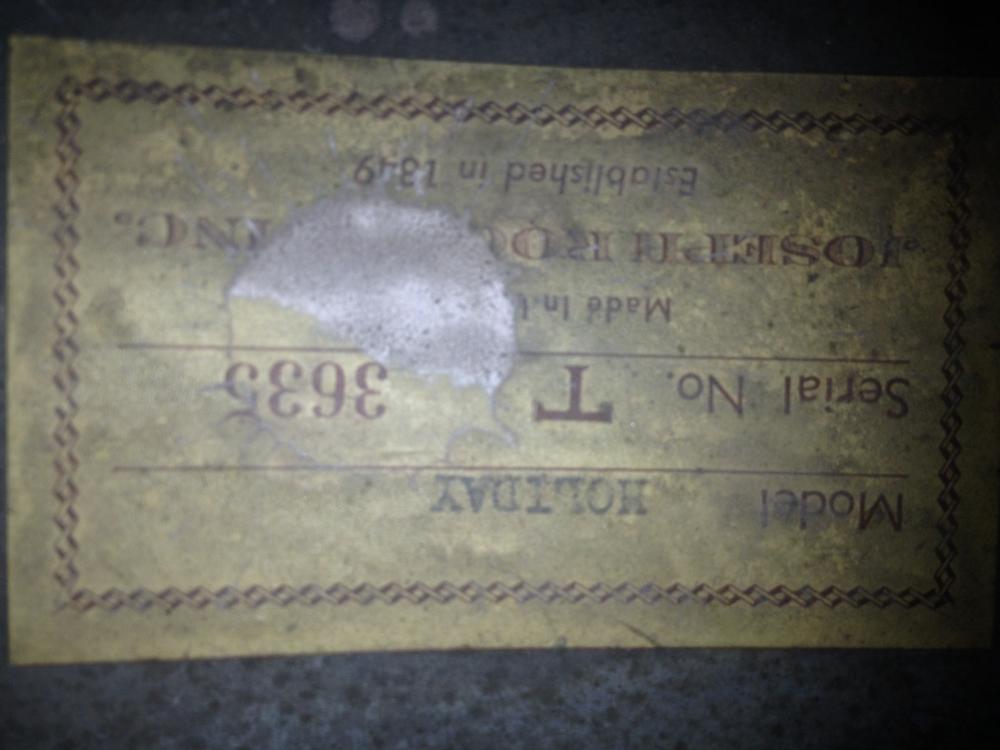 Model HOLIDAY
Serial No. T 3635
Made In
JOSEPH INC.
Established in 1849